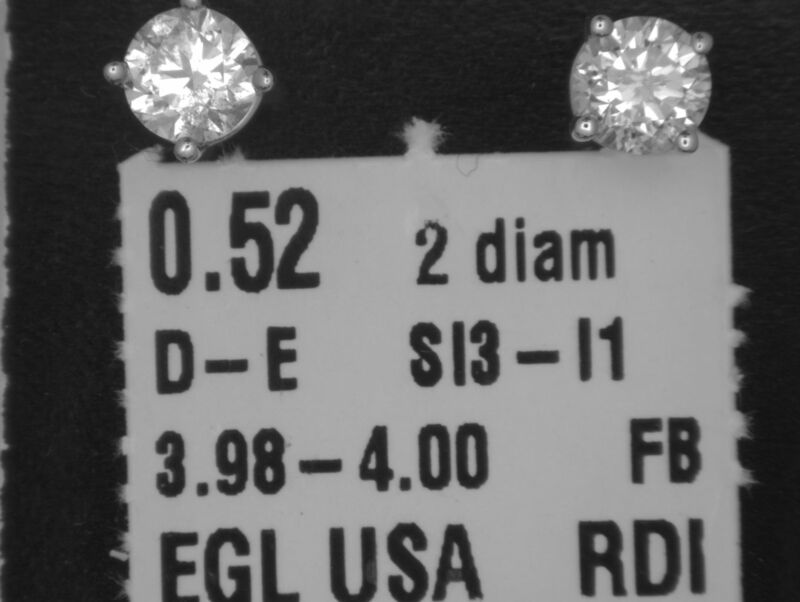 0.52 2 diam
D-E SI3-I1
3.98-4.00 FB
EGL USA RDI